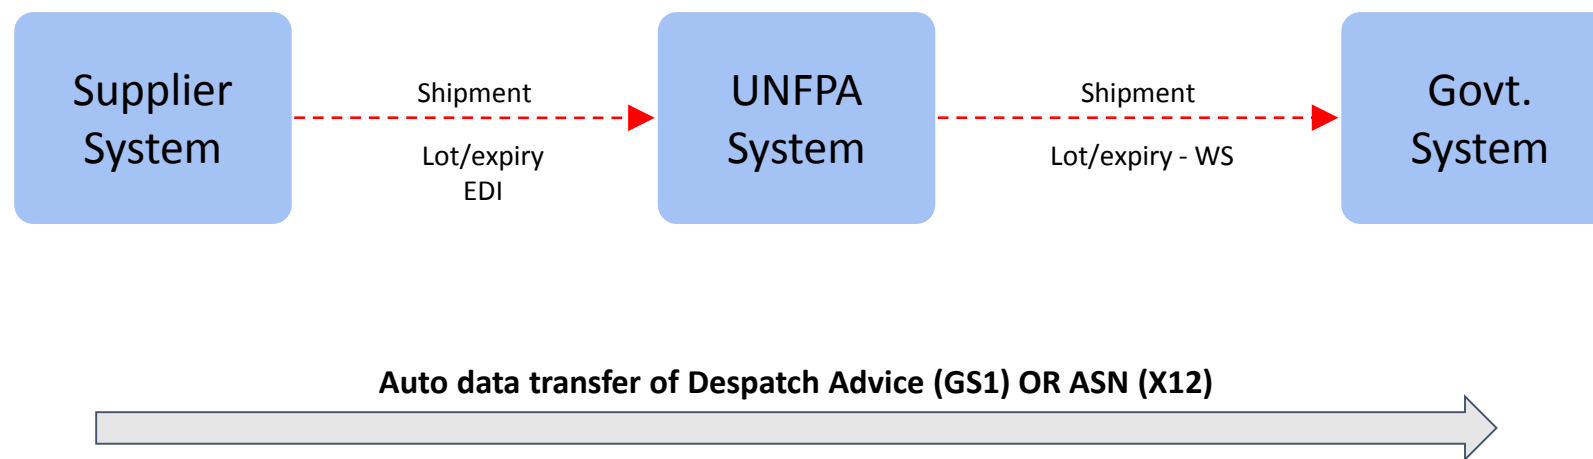 Supplier
System
Shipment
Lot/expiry
EDI
UNFPA
System
Shipment
Lot/expiry - WS
Govt.
System
Auto data transfer of Despatch Advice (GS1) OR ASN (X12)